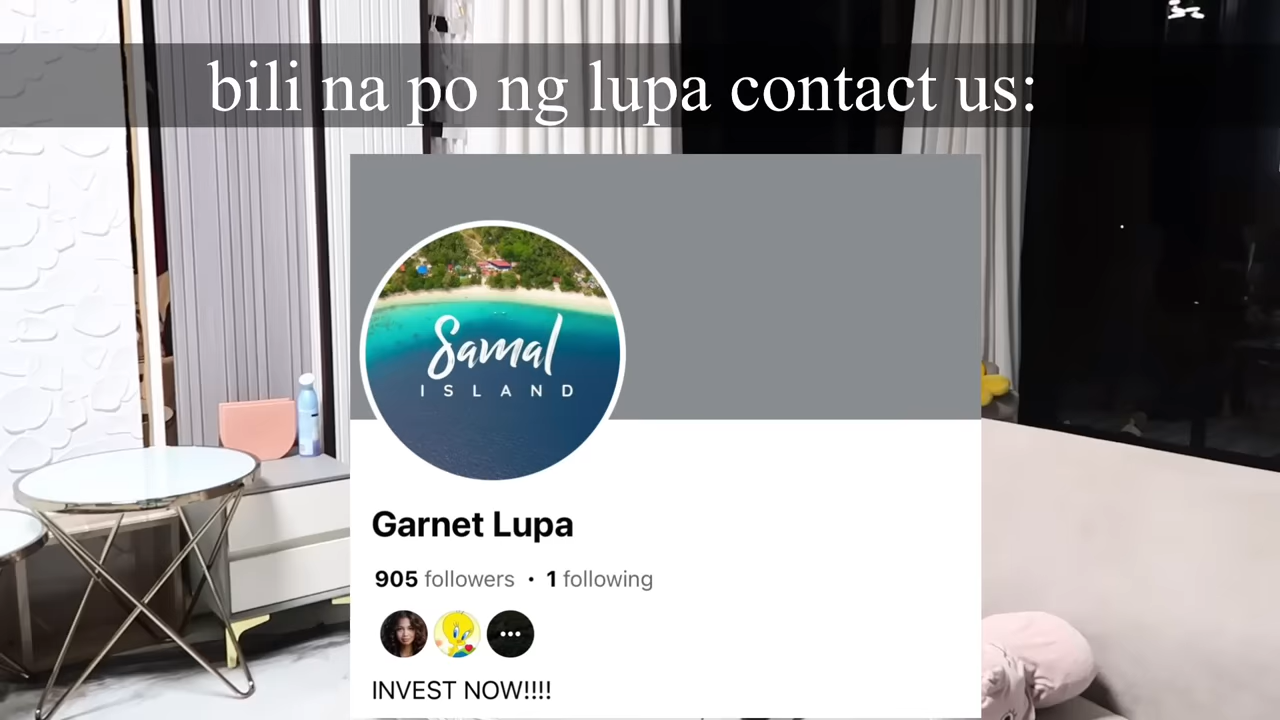 bili na po ng lupa contact us:
Samal
ISLAND
Garnet Lupa
905 followers • 1 following
INVEST NOW!!!!